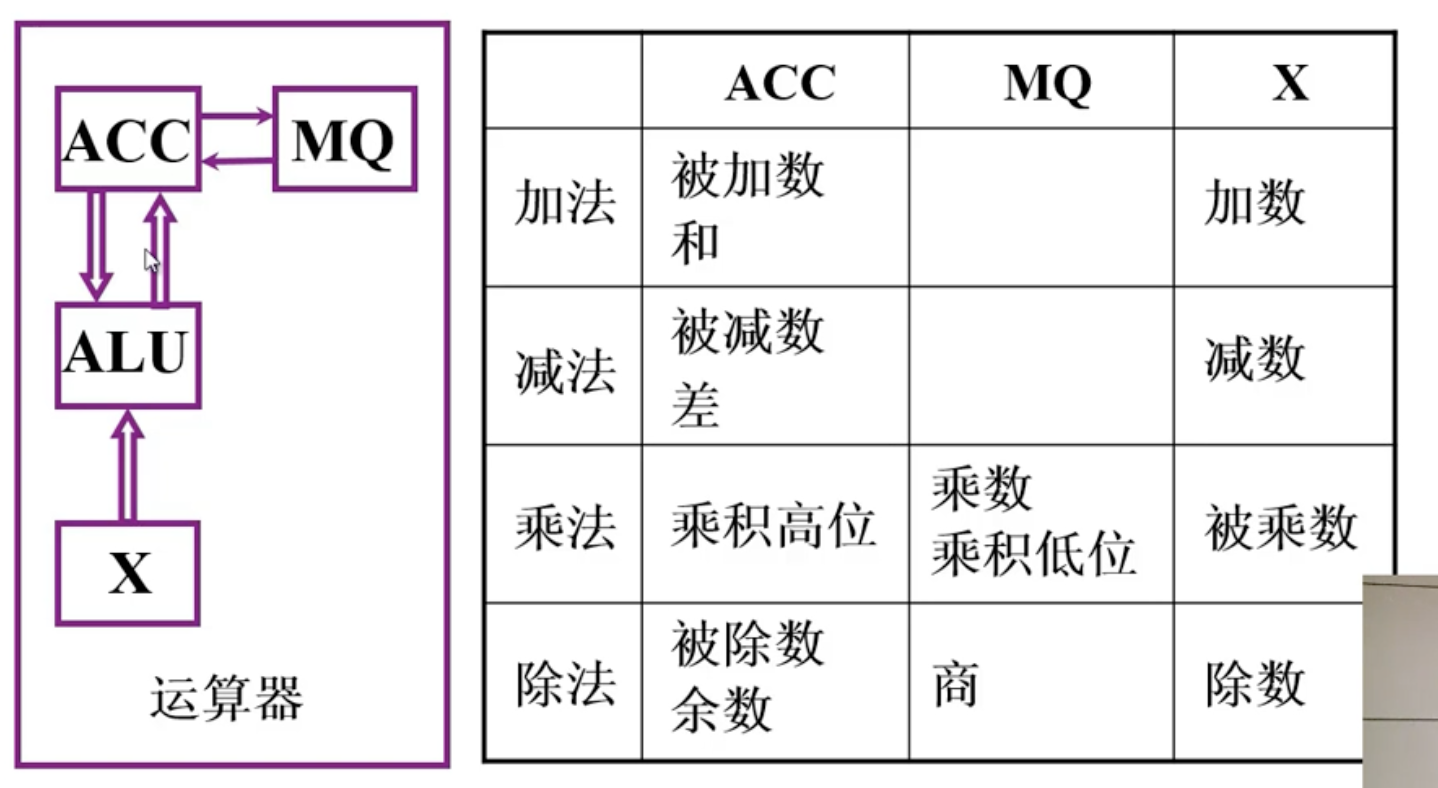 ACC
MQ
ALU
X
运算器
ACC MQ X
加法 被加数 加数
和
减法 被减数 减数
差
乘法 乘积高位 乘数 被乘数
乘积低位
除法 被除数 商 除数
余数